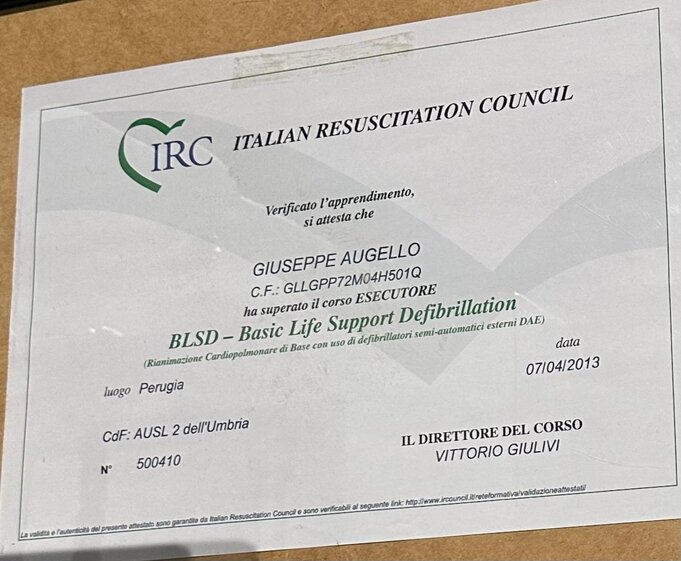 IRC ITALIAN RESUSCITATION COUNCIL
Verificato l'apprendimento,
si attesta che
GIUSEPPE AUGELLO
C.F.: GLLGPP72M04H501Q
ha superato il corso ESECUTORE
BLSD – Basic Life Support Defibrillation
(Rianimazione Cardiopolmonare di Base con uso di defibrillatori semi-automatici esterni DAE)
luogo Perugia
data
07/04/2013
CdF: AUSL 2 dell'Umbria
N° 500410
IL DIRETTORE DEL CORSO
VITTORIO GIULIVI
La validità e l'autenticità del presente attestato sono garantite da Italian Resuscitation Council e sono verificabili al seguente link: http://www.ircouncil.it/reteformativa/validazioneattestati/